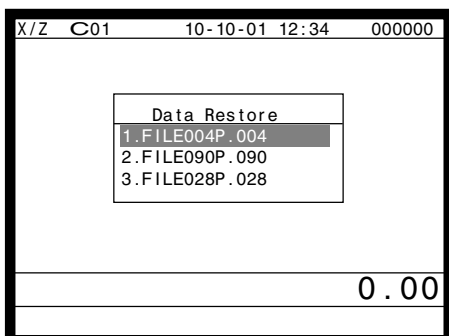 X/Z C01 10-10-01 12:34 000000
Data Restore
1.FILE004P.004
2.FILE090P.090
3.FILE028P.028
0.00